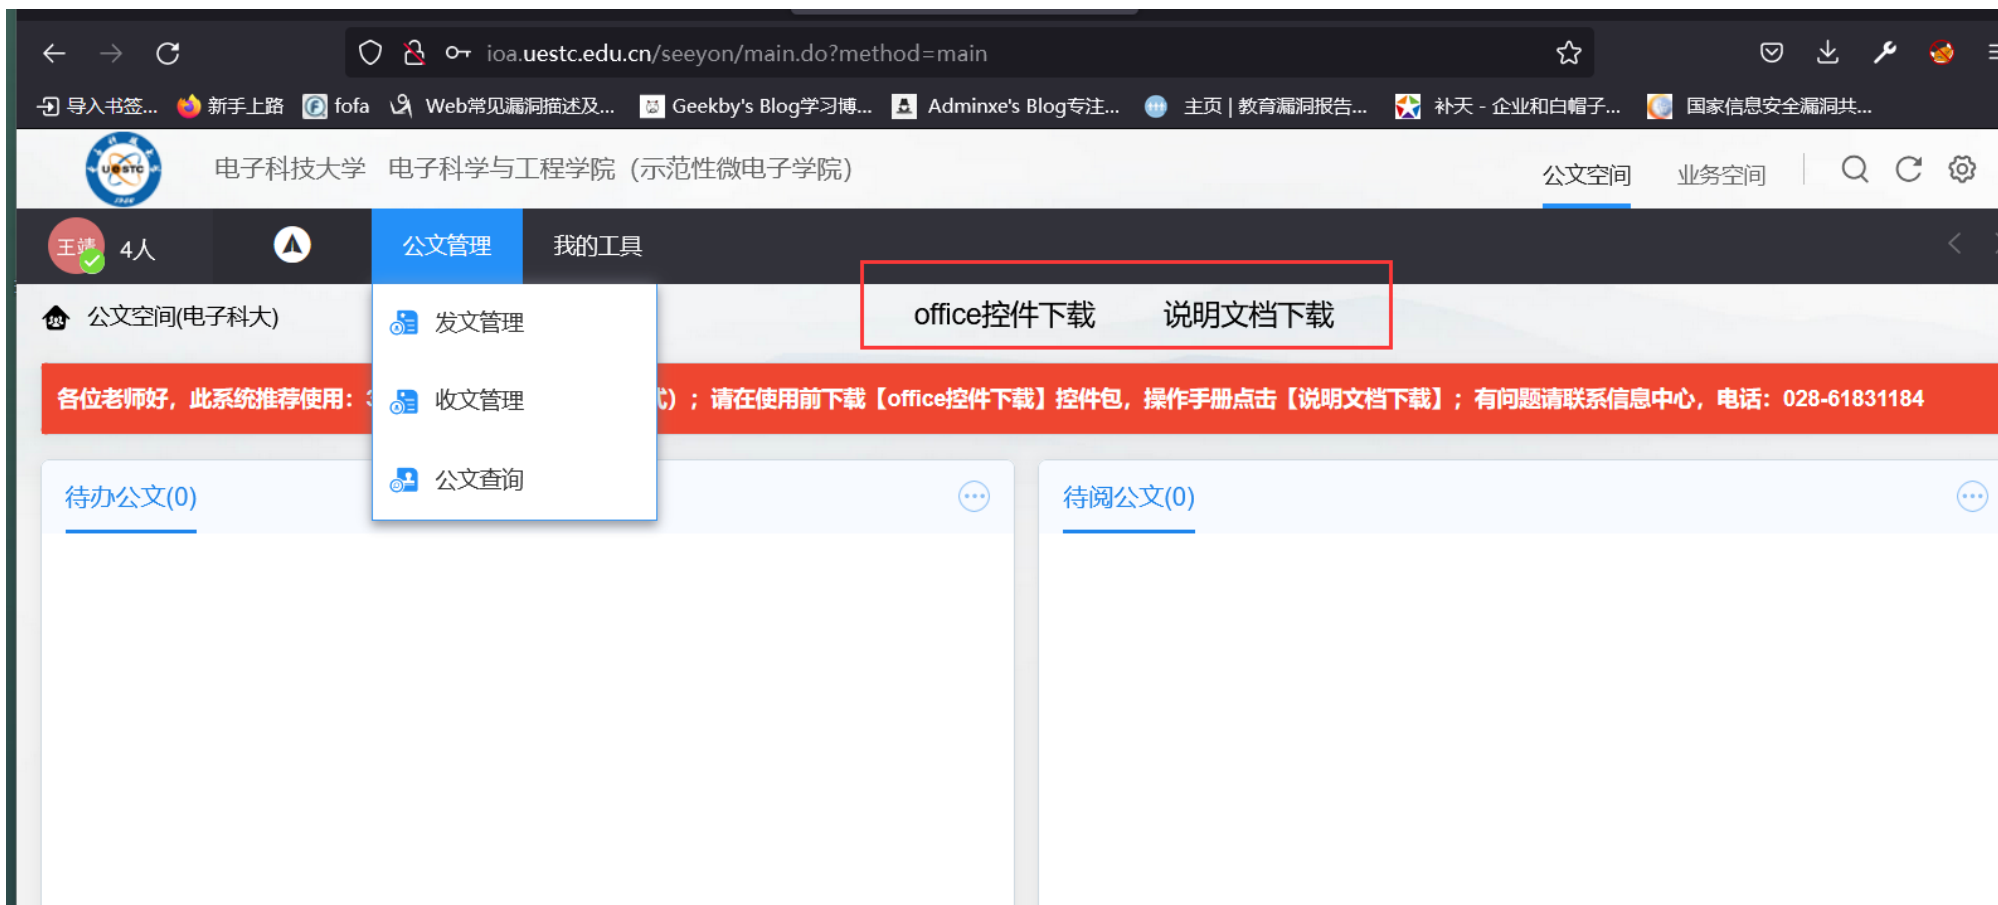 ioa.uestc.edu.cn/seeyon/main.do?method=main
导入书签... 新手上路 fofa Web常见漏洞描述及... Geekby's Blog学习博... Adminxe's Blog专注... 主页 | 教育漏洞报告... 补天 - 企业和白帽子... 国家信息安全漏洞共...
电子科技大学 电子科学与工程学院（示范性微电子学院） 公文空间 业务空间
王靖 4人 公文管理 我的工具
公文空间(电子科大) 发文管理 office控件下载 说明文档下载
各位老师好，此系统推荐使用： 收文管理 ）；请在使用前下载【office控件下载】控件包，操作手册点击【说明文档下载】；有问题请联系信息中心，电话：028-61831184
待办公文(0) 公文查询 待阅公文(0)